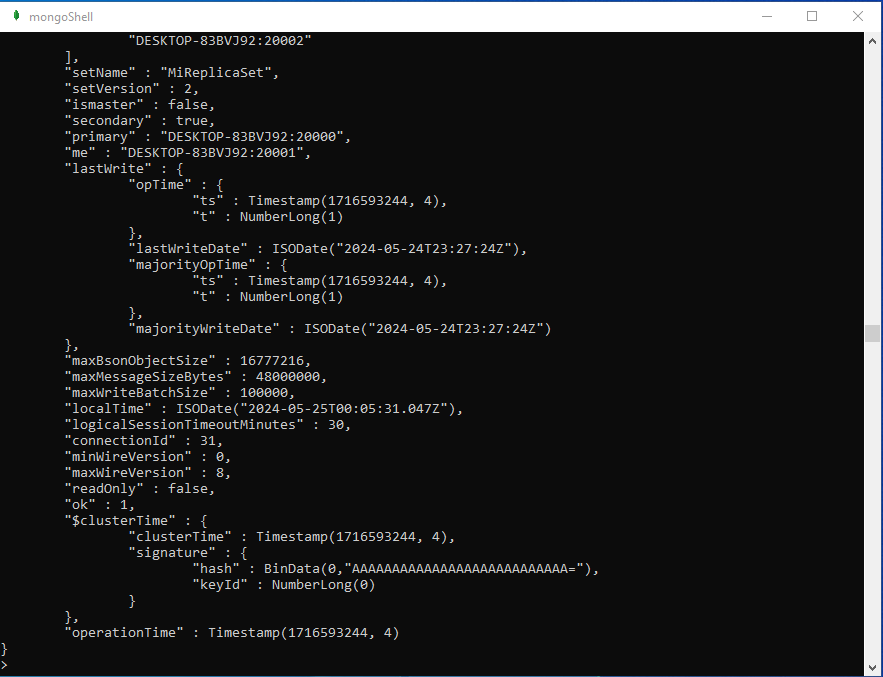 mongoShell
"DESKTOP-83BVJ92:20002"
],
"setName" : "MiReplicaSet",
"setVersion" : 2,
"ismaster" : false,
"secondary" : true,
"primary" : "DESKTOP-83BVJ92:20000",
"me" : "DESKTOP-83BVJ92:20001",
"lastWrite" : {
"opTime" : {
"ts" : Timestamp(1716593244, 4),
"t" : NumberLong(1)
},
"lastWriteDate" : ISODate("2024-05-24T23:27:24Z"),
"majorityOpTime" : {
"ts" : Timestamp(1716593244, 4),
"t" : NumberLong(1)
},
"majorityWriteDate" : ISODate("2024-05-24T23:27:24Z")
},
"maxBsonObjectSize" : 16777216,
"maxMessageSizeBytes" : 48000000,
"maxWriteBatchSize" : 100000,
"localTime" : ISODate("2024-05-25T00:05:31.047Z"),
"logicalSessionTimeoutMinutes" : 30,
"connectionId" : 31,
"minWireVersion" : 0,
"maxWireVersion" : 8,
"readOnly" : false,
"ok" : 1,
"$clusterTime" : {
"clusterTime" : Timestamp(1716593244, 4),
"signature" : {
"hash" : BinData(0,"AAAAAAAAAAAAAAAAAAAAAAAAAAA="),
"keyId" : NumberLong(0)
}
},
"operationTime" : Timestamp(1716593244, 4)
}
>